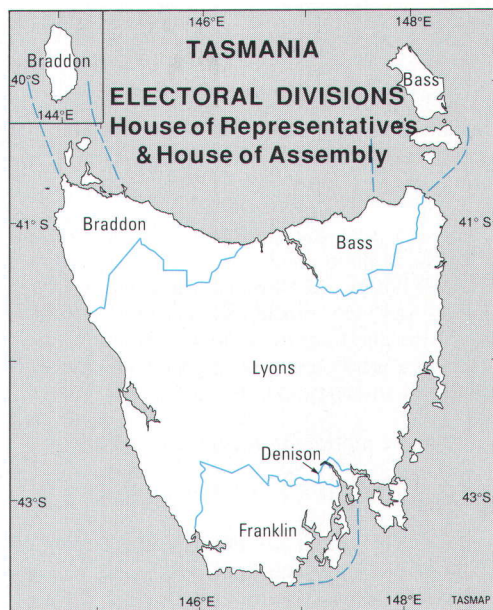 146°E
148°E
Braddon
40°S
144°E
TASMANIA
ELECTORAL DIVISIONS
House of Representatives
& House of Assembly
Bass
41° S
41° S
Braddon
Bass
Lyons
Denison
43°S
43°S
Franklin
146°E
148°E
TASMAP